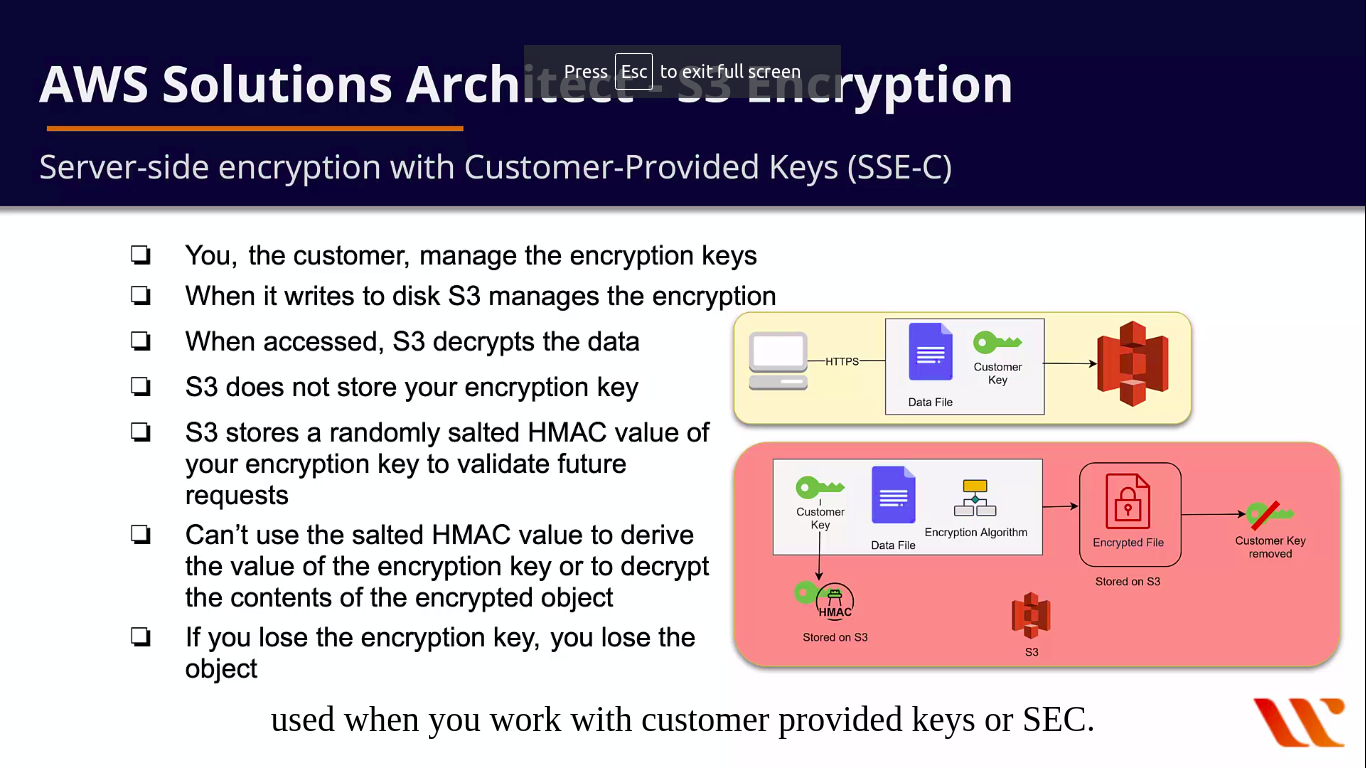 AWS Solutions Architect - S3 Encryption
Press Esc to exit full screen
Server-side encryption with Customer-Provided Keys (SSE-C)
❏ You, the customer, manage the encryption keys
❏ When it writes to disk S3 manages the encryption
❏ When accessed, S3 decrypts the data
❏ S3 does not store your encryption key
❏ S3 stores a randomly salted HMAC value of
your encryption key to validate future
requests
❏ Can’t use the salted HMAC value to derive
the value of the encryption key or to decrypt
the contents of the encrypted object
❏ If you lose the encryption key, you lose the
object
HTTPS
Data File
Customer
Key
Customer
Key
Data File
Encryption Algorithm
Encrypted File
Stored on S3
Customer Key
removed
HMAC
Stored on S3
S3
used when you work with customer provided keys or SEC.